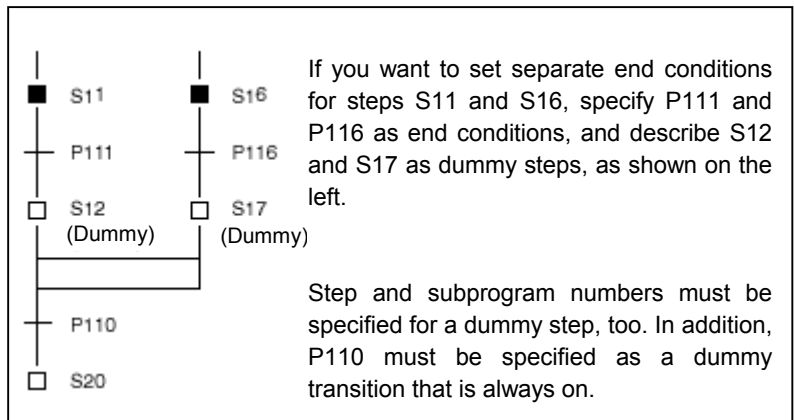 S11
S16
P111
P116
S12
(Dummy)
S17
(Dummy)
P110
S20
If you want to set separate end conditions
for steps S11 and S16, specify P111 and
P116 as end conditions, and describe S12
and S17 as dummy steps, as shown on the
left.
Step and subprogram numbers must be
specified for a dummy step, too. In addition,
P110 must be specified as a dummy
transition that is always on.